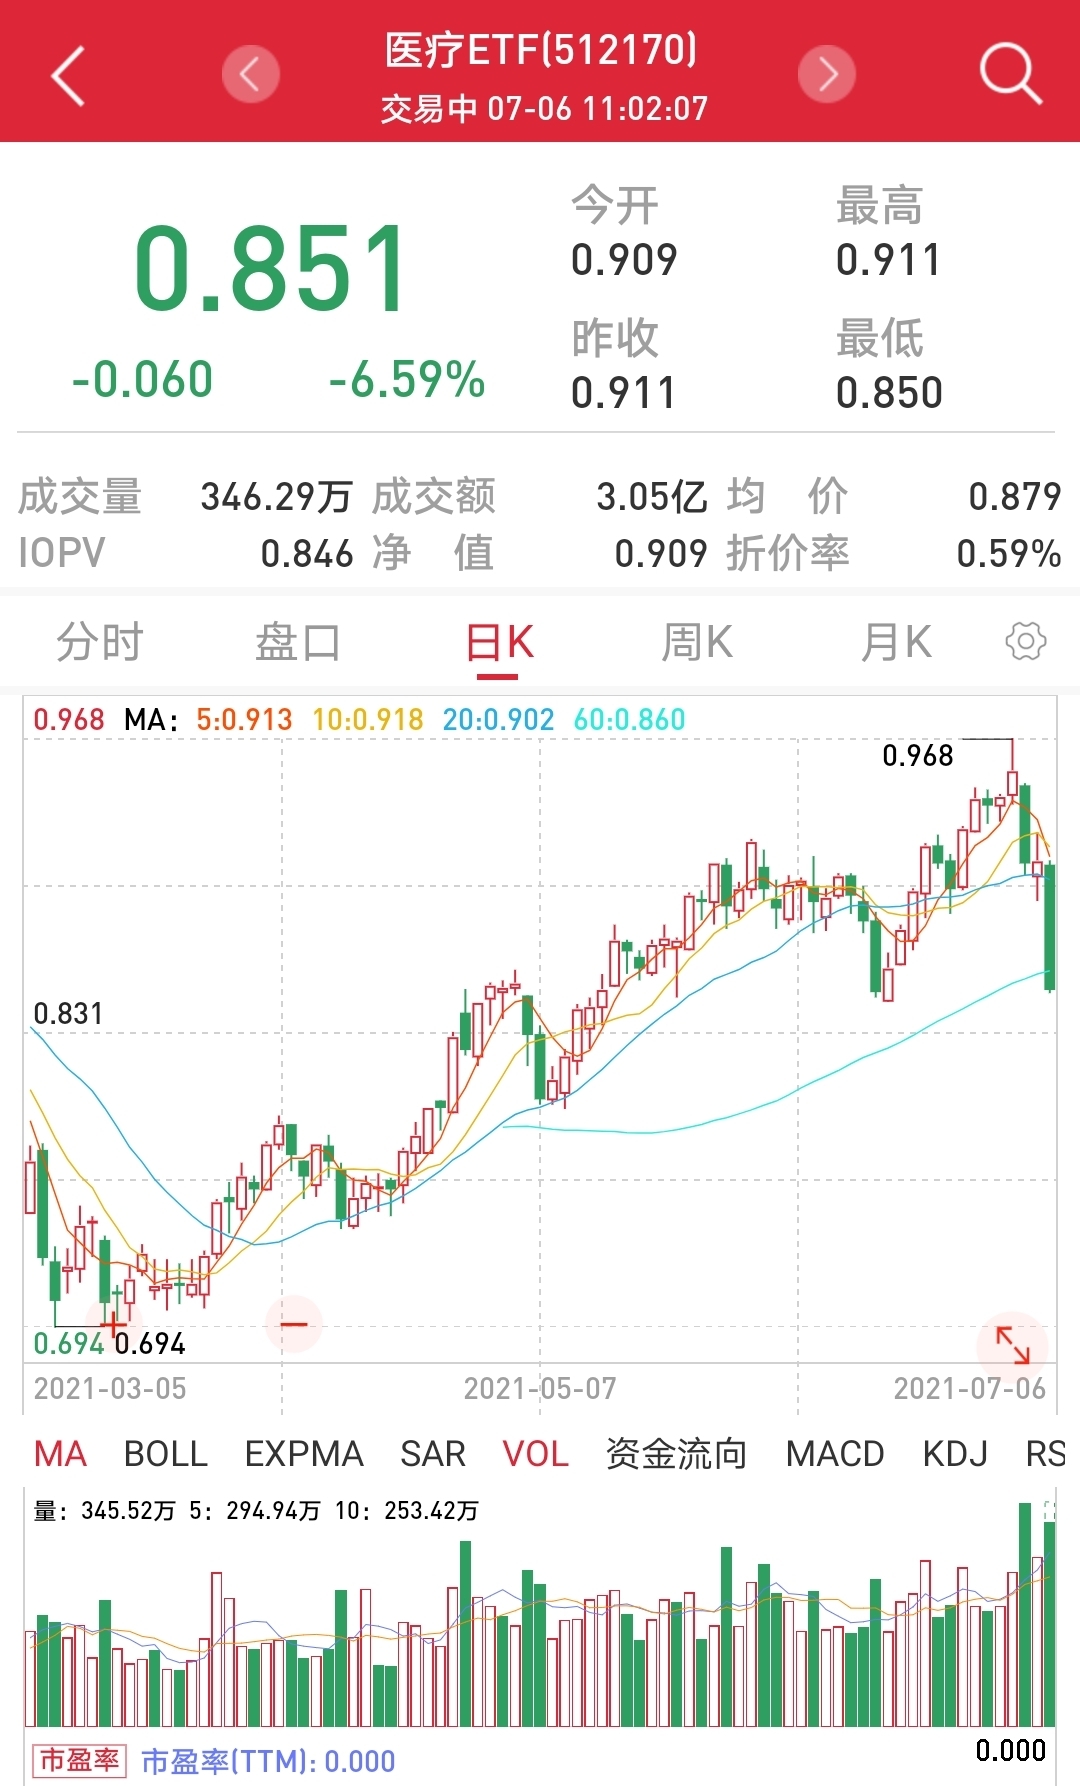 医疗ETF(512170)
交易中 07-06 11:02:07
0.851
-0.060 -6.59%
今开 最高
0.909 0.911
昨收 最低
0.911 0.850
成交量 346.29万 成交额 3.05亿 均 价 0.879
IOPV 0.846 净 值 0.909 折价率 0.59%
分时 盘口 日K 周K 月K
0.968 MA: 5:0.913 10:0.918 20:0.902 60:0.860
0.968
0.831
0.694 0.694
2021-03-05 2021-05-07 2021-07-06
MA BOLL EXPMA SAR VOL 资金流向 MACD KDJ RS
量: 345.52万 5: 294.94万 10: 253.42万
0.000
市盈率 市盈率(TTM): 0.000